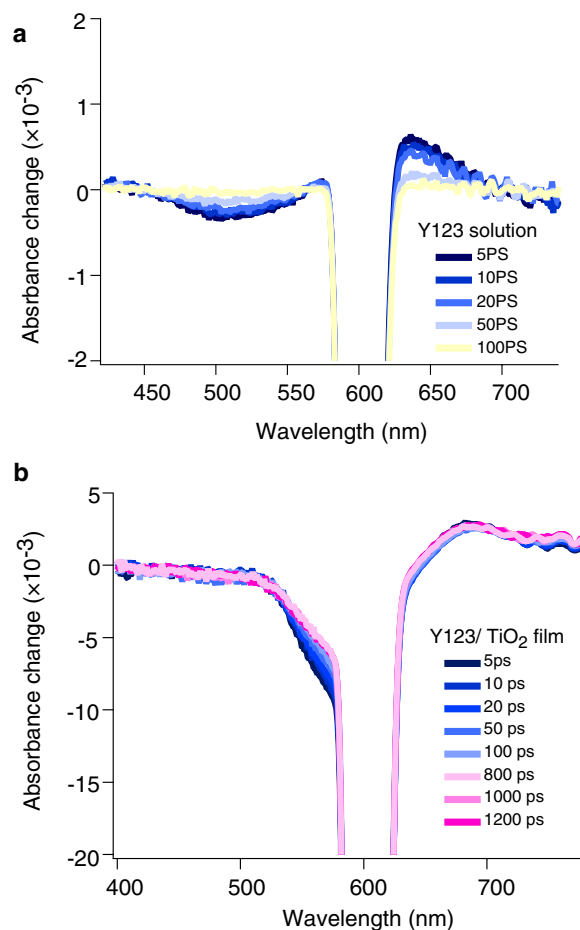 a
2
1
0
-1
-2
Absrbance change (×10-3)
Y123 solution
5PS
10PS
20PS
50PS
100PS
450 500 550 600 650 700
Wavelength (nm)
b
5
0
-5
-10
-15
-20
Absorbance change (×10-3)
Y123/ TiO2 film
5ps
10 ps
20 ps
50 ps
100 ps
800 ps
1000 ps
1200 ps
400 500 600 700
Wavelength (nm)